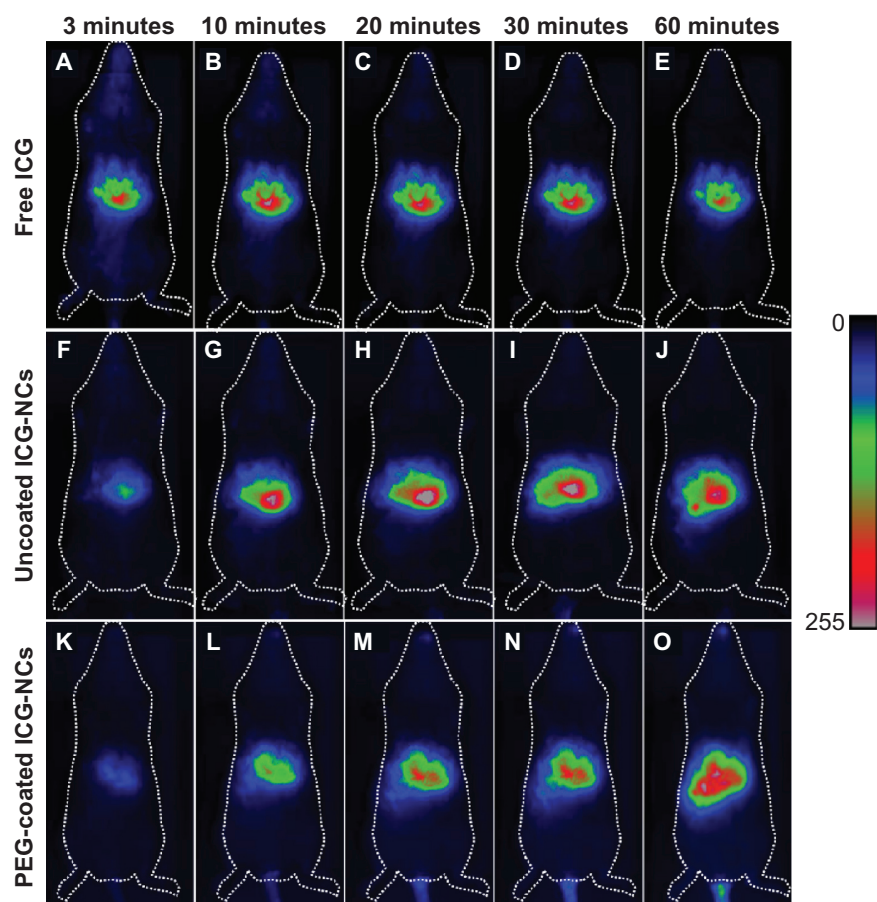 3 minutes 10 minutes 20 minutes 30 minutes 60 minutes
Free ICG
A B C D E
Uncoated ICG-NCs
F G H I J
PEG-coated ICG-NCs
K L M N O
0
255